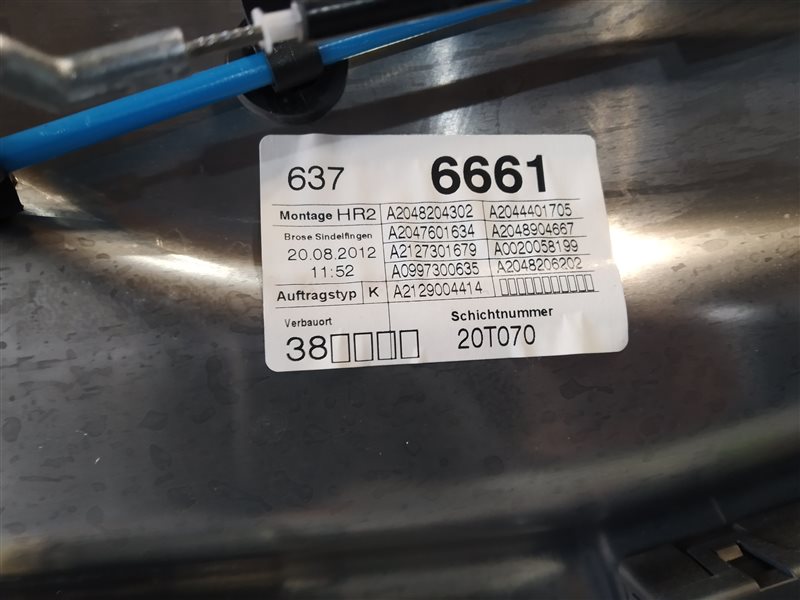 637 6661
Montage HR2 A2048204302 A2044401705
Brose Sindelfingen A2047601634 A2048904667
20.08.2012 A2127301679 A0020058199
11:52 A0997300635 A2048206202
Auftragstyp K A2129004414 □□□□□□□□□□□
Verbauort Schichtnummer
38□□□□ 20T070